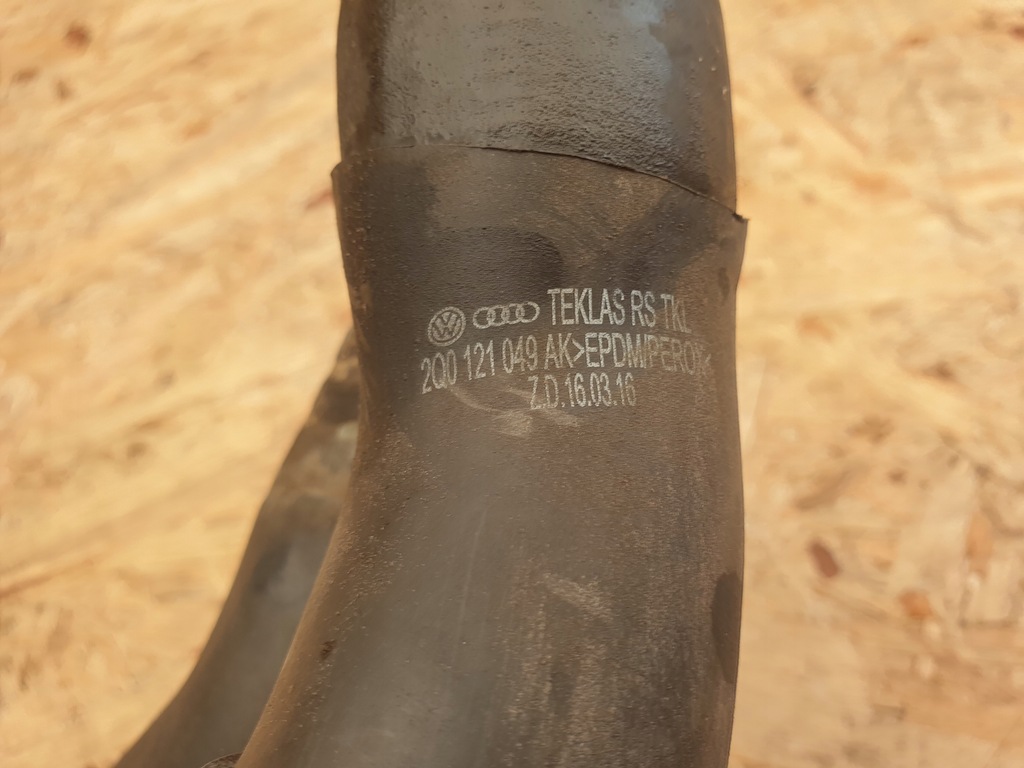 TEKLAS RS TKL
2Q0 121 049 AK>EPDM/PEROX<
Z.D.16.03.16